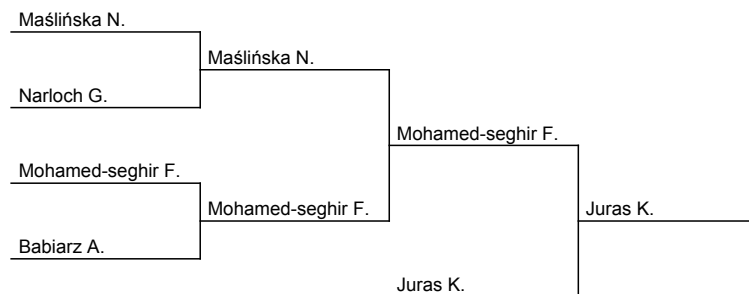 Maślińska N.
Maślińska N.
Narloch G.
Mohamed-seghir F.
Mohamed-seghir F.
Mohamed-seghir F.
Juras K.
Babiarz A.
Juras K.